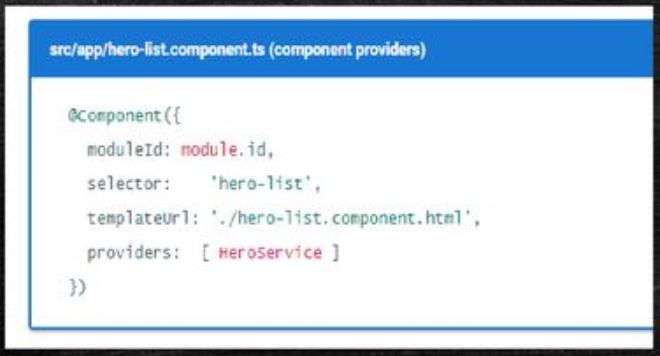 src/app/hero-list.component.ts (component providers)
@Component({
  moduleId: module.id,
  selector:    'hero-list',
  templateUrl: './hero-list.component.html',
  providers:  [ HeroService ]
})